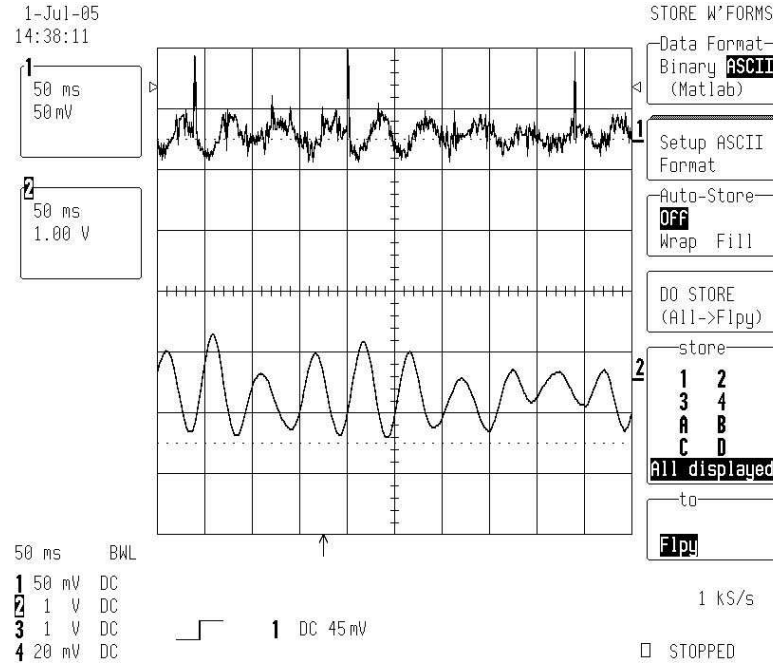 1-Jul-05
14:38:11
1
50 ms
50 mV
2
50 ms
1.00 V
1
2
50 ms BWL
1 50 mV DC
2 1 V DC
3 1 V DC
4 20 mV DC
1 DC 45 mV
STORE W'FORMS
Data Format
Binary ASCII
(Matlab)
Setup ASCII
Format
Auto-Store
Off
Wrap Fill
DO STORE
(All->Flpy)
store
1 2
3 4
A B
C D
All displayed
to
Flpy
1 kS/s
STOPPED